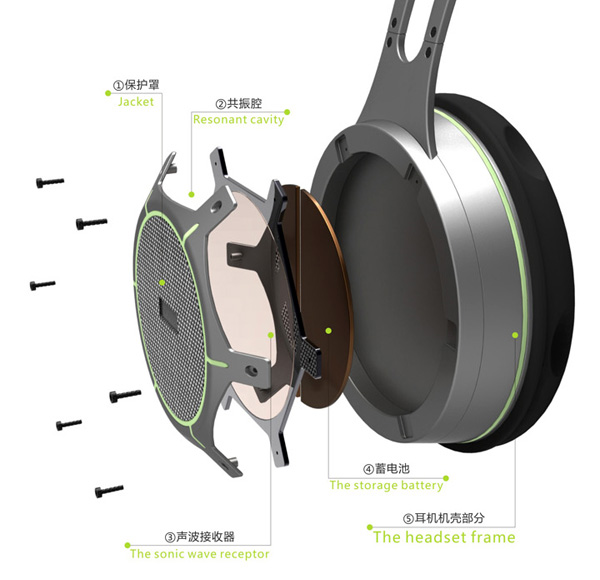 ①保护罩
Jacket
②共振腔
Resonant cavity
④蓄电池
The storage battery
③声波接收器
The sonic wave receptor
⑤耳机机壳部分
The headset frame